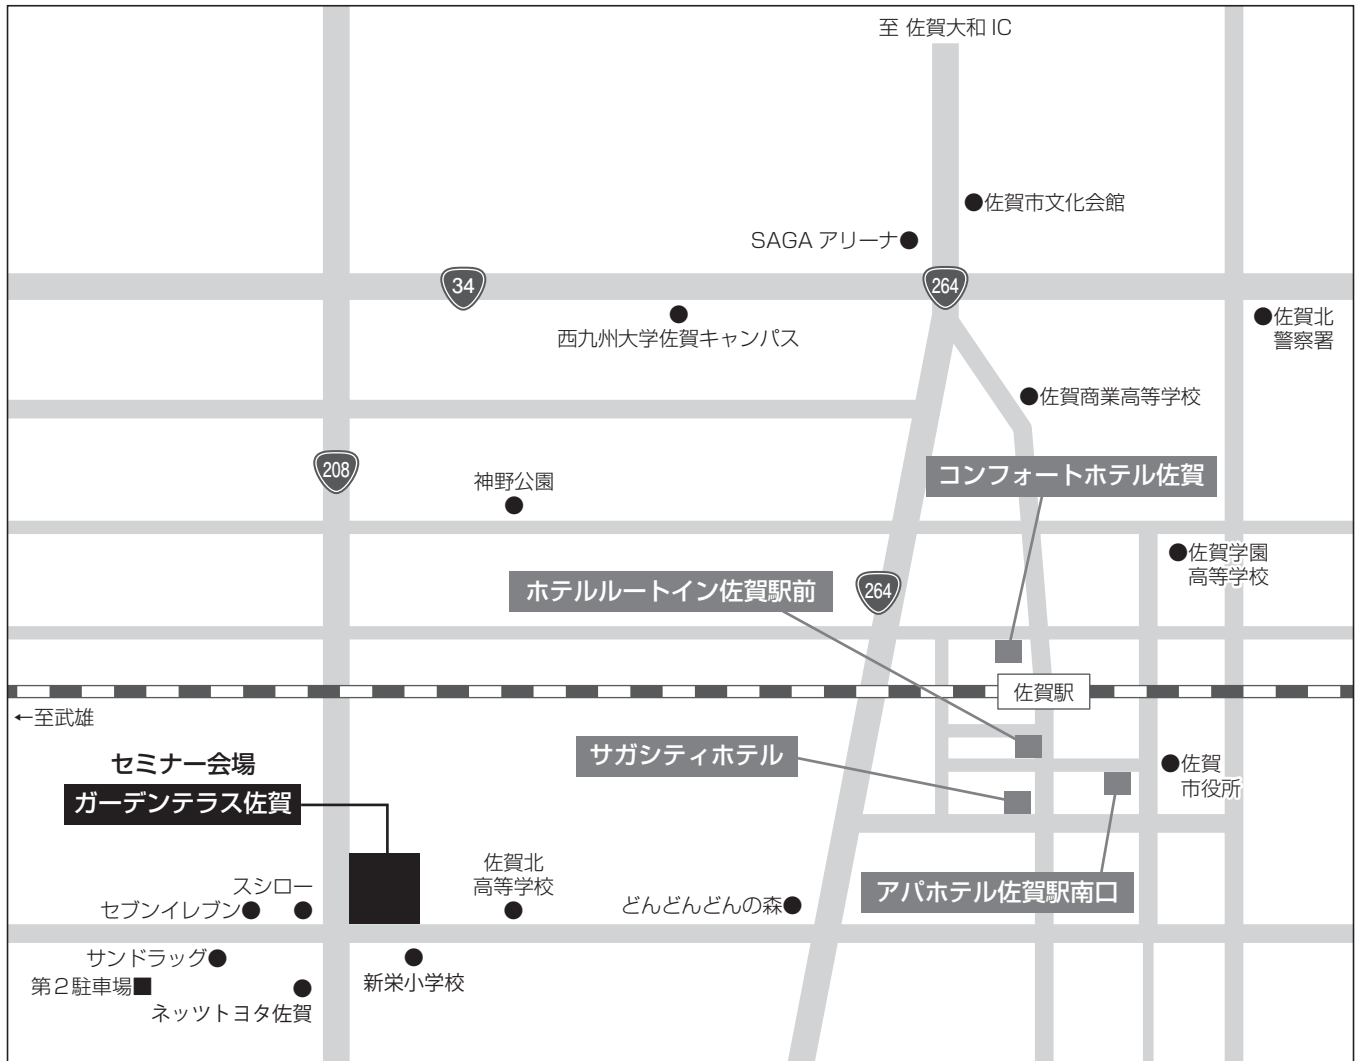 至 佐賀大和 IC
●佐賀市文化会館
SAGA アリーナ●
34
264
西九州大学佐賀キャンパス
●佐賀北
警察署
●佐賀商業高等学校
208
神野公園
コンフォートホテル佐賀
●佐賀学園
高等学校
ホテルルートイン佐賀駅前
264
佐賀駅
←至武雄
サガシティホテル
●佐賀
市役所
セミナー会場
ガーデンテラス佐賀
佐賀北
高等学校
スシロー
セブンイレブン●
どんどんどんの森●
アパホテル佐賀駅南口
サンドラッグ●
第2駐車場■
新栄小学校
ネッツトヨタ佐賀